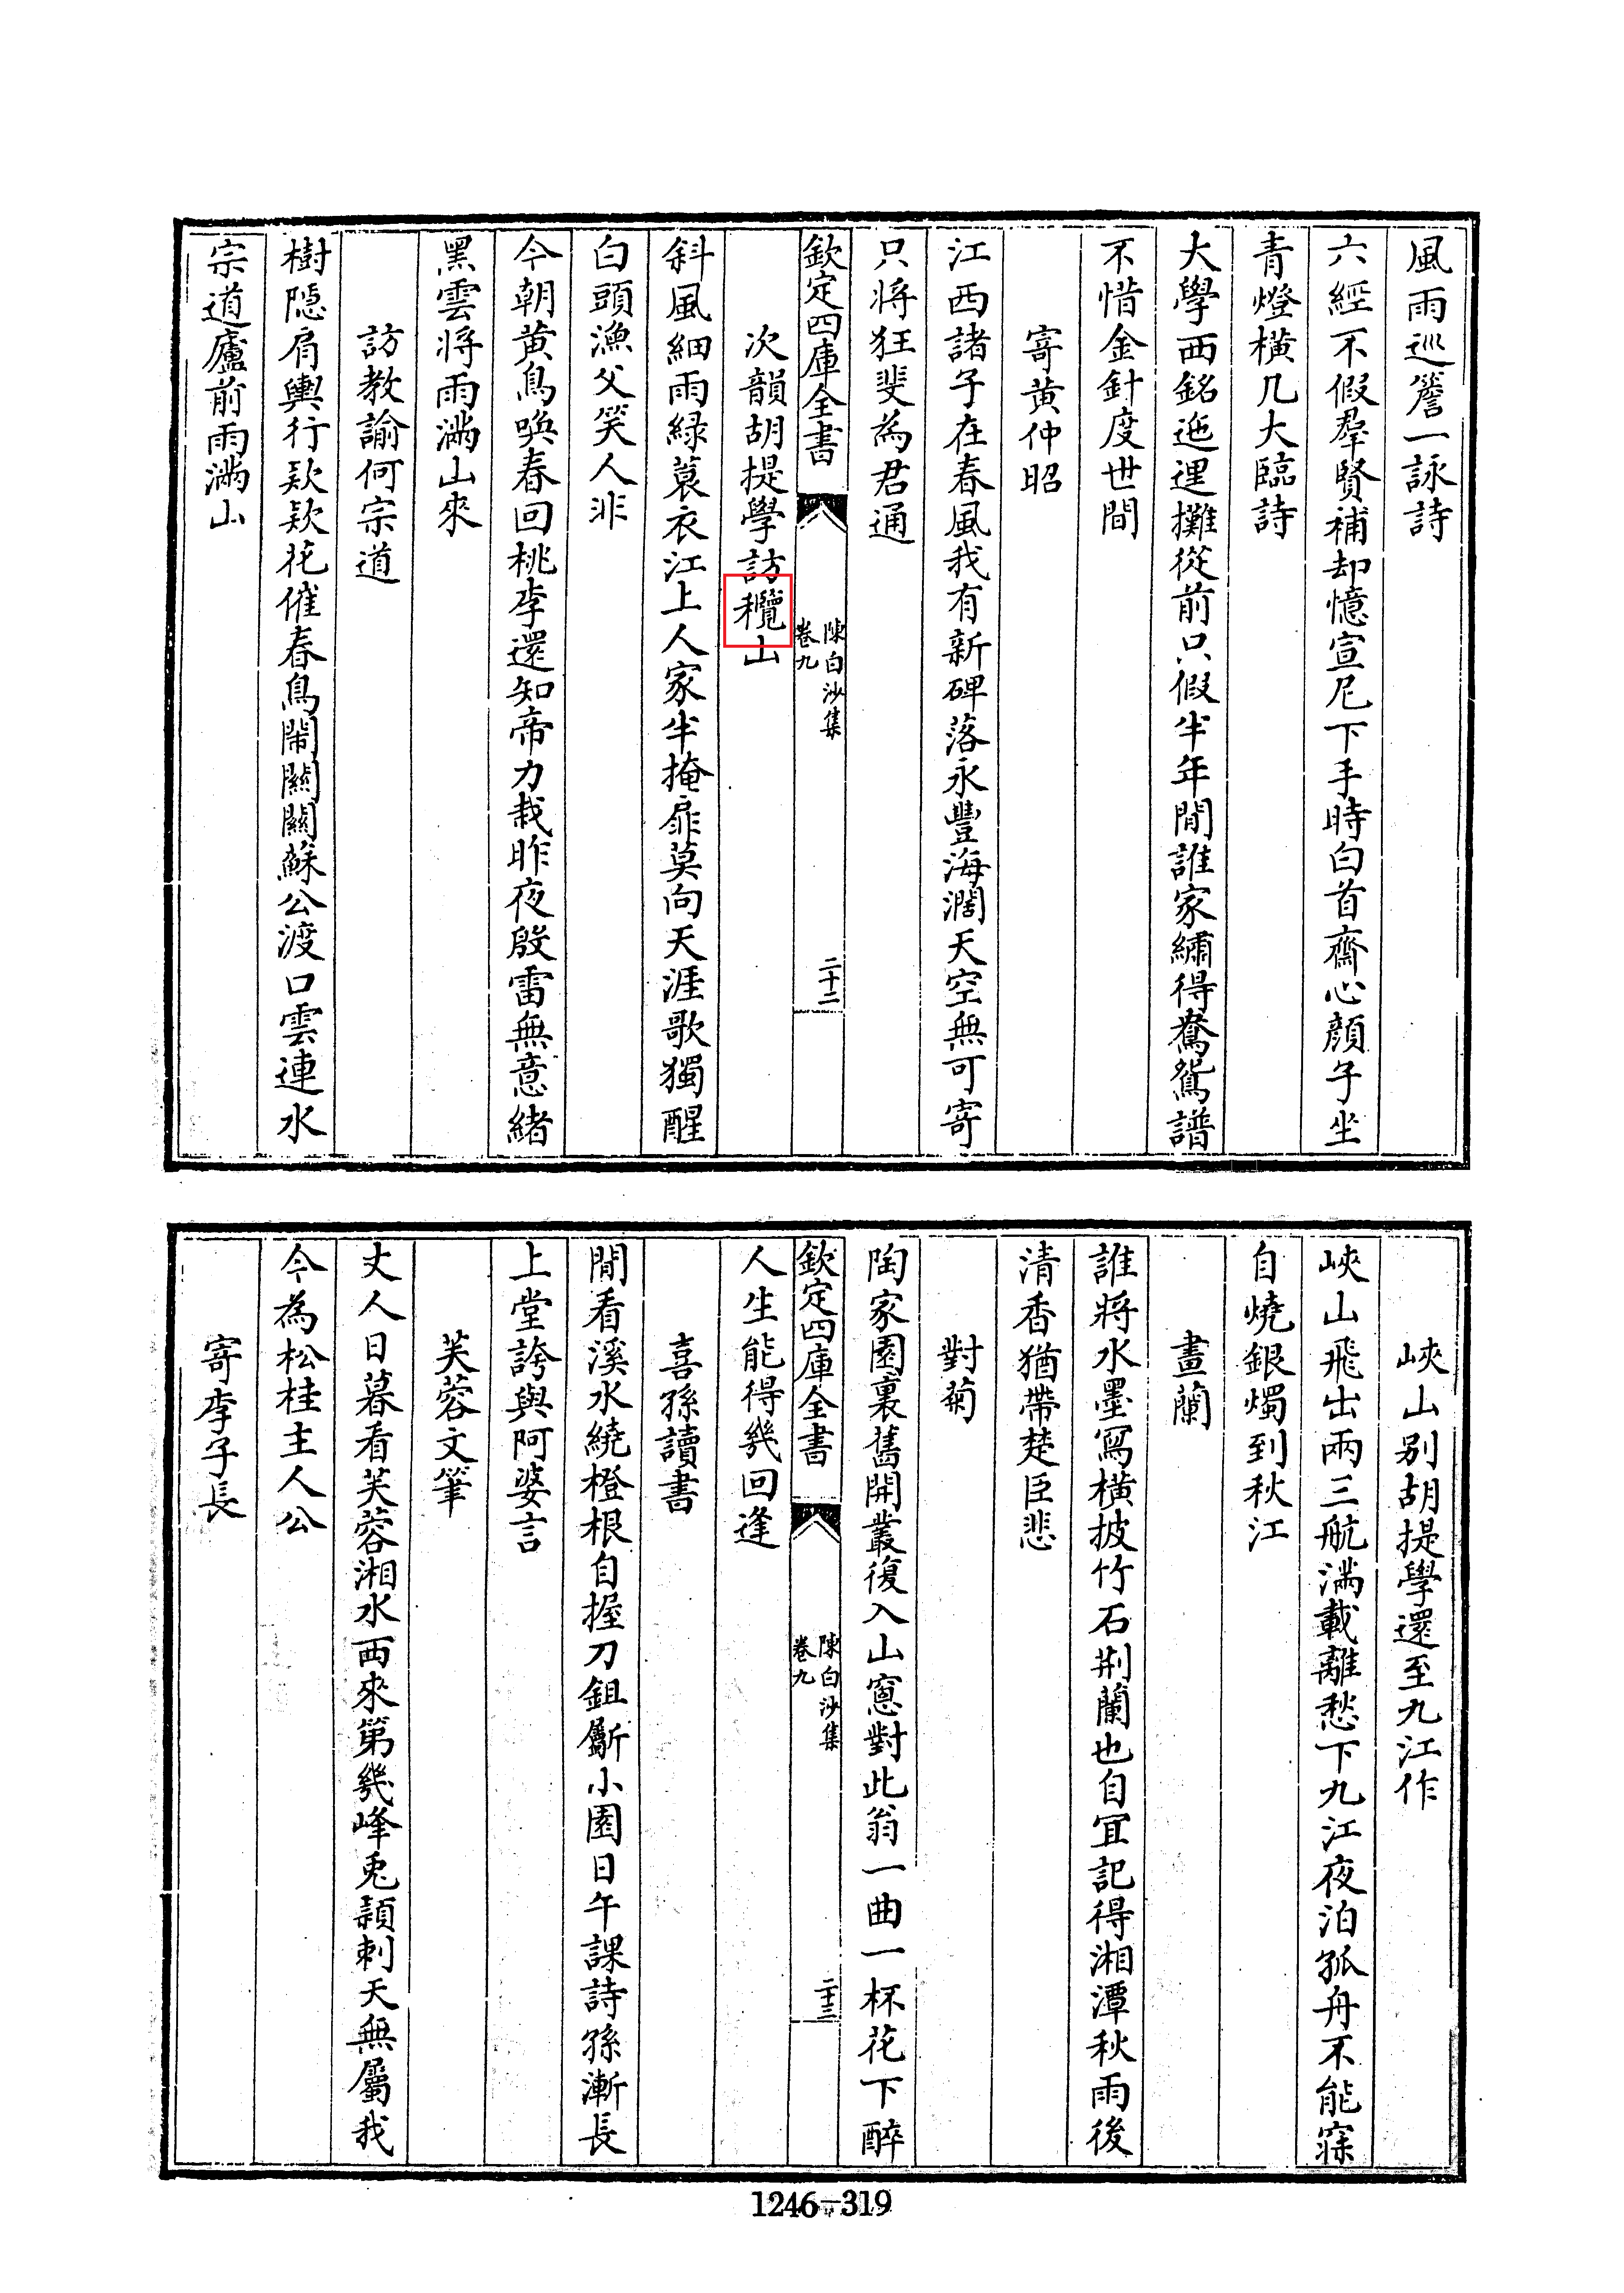 風雨巡簷一詠詩
六經不假羣賢補却憶宣尼下手時白首齋心顔子坐
青燈横几大臨詩
大學西銘迤邐攤從前只假半年閒誰家繡得鴦鴛譜
不惜金針度世間
寄黄仲昭
江西諸子在春風我有新碑落永豐海濶天空無可寄
只將狂斐為君通
欽定四庫全書
陳白沙集
卷九
二十二
次韻胡提學訪⿰禾覽山
斜風細雨緑蓑衣江上人家半掩扉莫向天涯歌獨醒
白頭漁父笑人非
今朝黄鳥喚春回桃李還知帝力栽昨夜殷雷無意緒
黑雲將雨滿山來
訪教諭何宗道
樹隠肩輿行欵欵花催春鳥閙關關蘇公渡口雲連水
宗道廬前雨滿山
峽山别胡提學還至九江作
峽山飛出兩三航滿載離愁下九江夜泊孤舟不能寐
自燒銀燭到秋江
畫蘭
誰將水墨寫橫披竹石荆蘭也自宜記得湘潭秋雨後
清香猶帶楚臣悲
對菊
陶家園裏舊開叢復入山窻對此翁一曲一杯花下醉
欽定四庫全書
陳白沙集
卷九
二十三
人生能得幾回逢
喜孫讀書
閒看溪水繞橙根自握刀鉏斸小園日午課詩孫漸長
上堂誇與阿婆言
芙蓉文筆
丈人日暮看芙蓉湘水西來第幾峰兎頴刺天無屬我
今為松桂主人公
寄李子長
1246-319